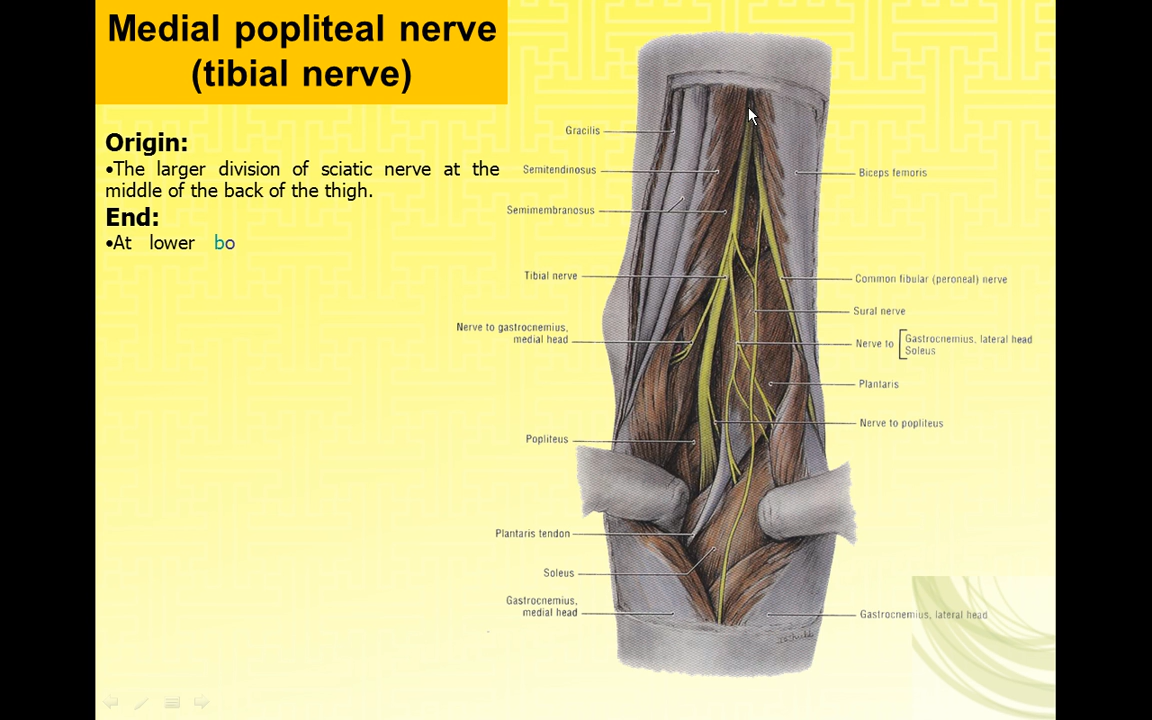 Medial popliteal nerve
(tibial nerve)
Origin:
•The larger division of sciatic nerve at the
middle of the back of the thigh.
End:
•At lower bo
Gracilis
Semitendinosus
Semimembranosus
Tibial nerve
Nerve to gastrocnemius,
medial head
Popliteus
Plantaris tendon
Soleus
Gastrocnemius,
medial head
Biceps femoris
Common fibular (peroneal) nerve
Sural nerve
Nerve to
Gastrocnemius, lateral head
Soleus
Plantaris
Nerve to popliteus
Gastrocnemius, lateral head